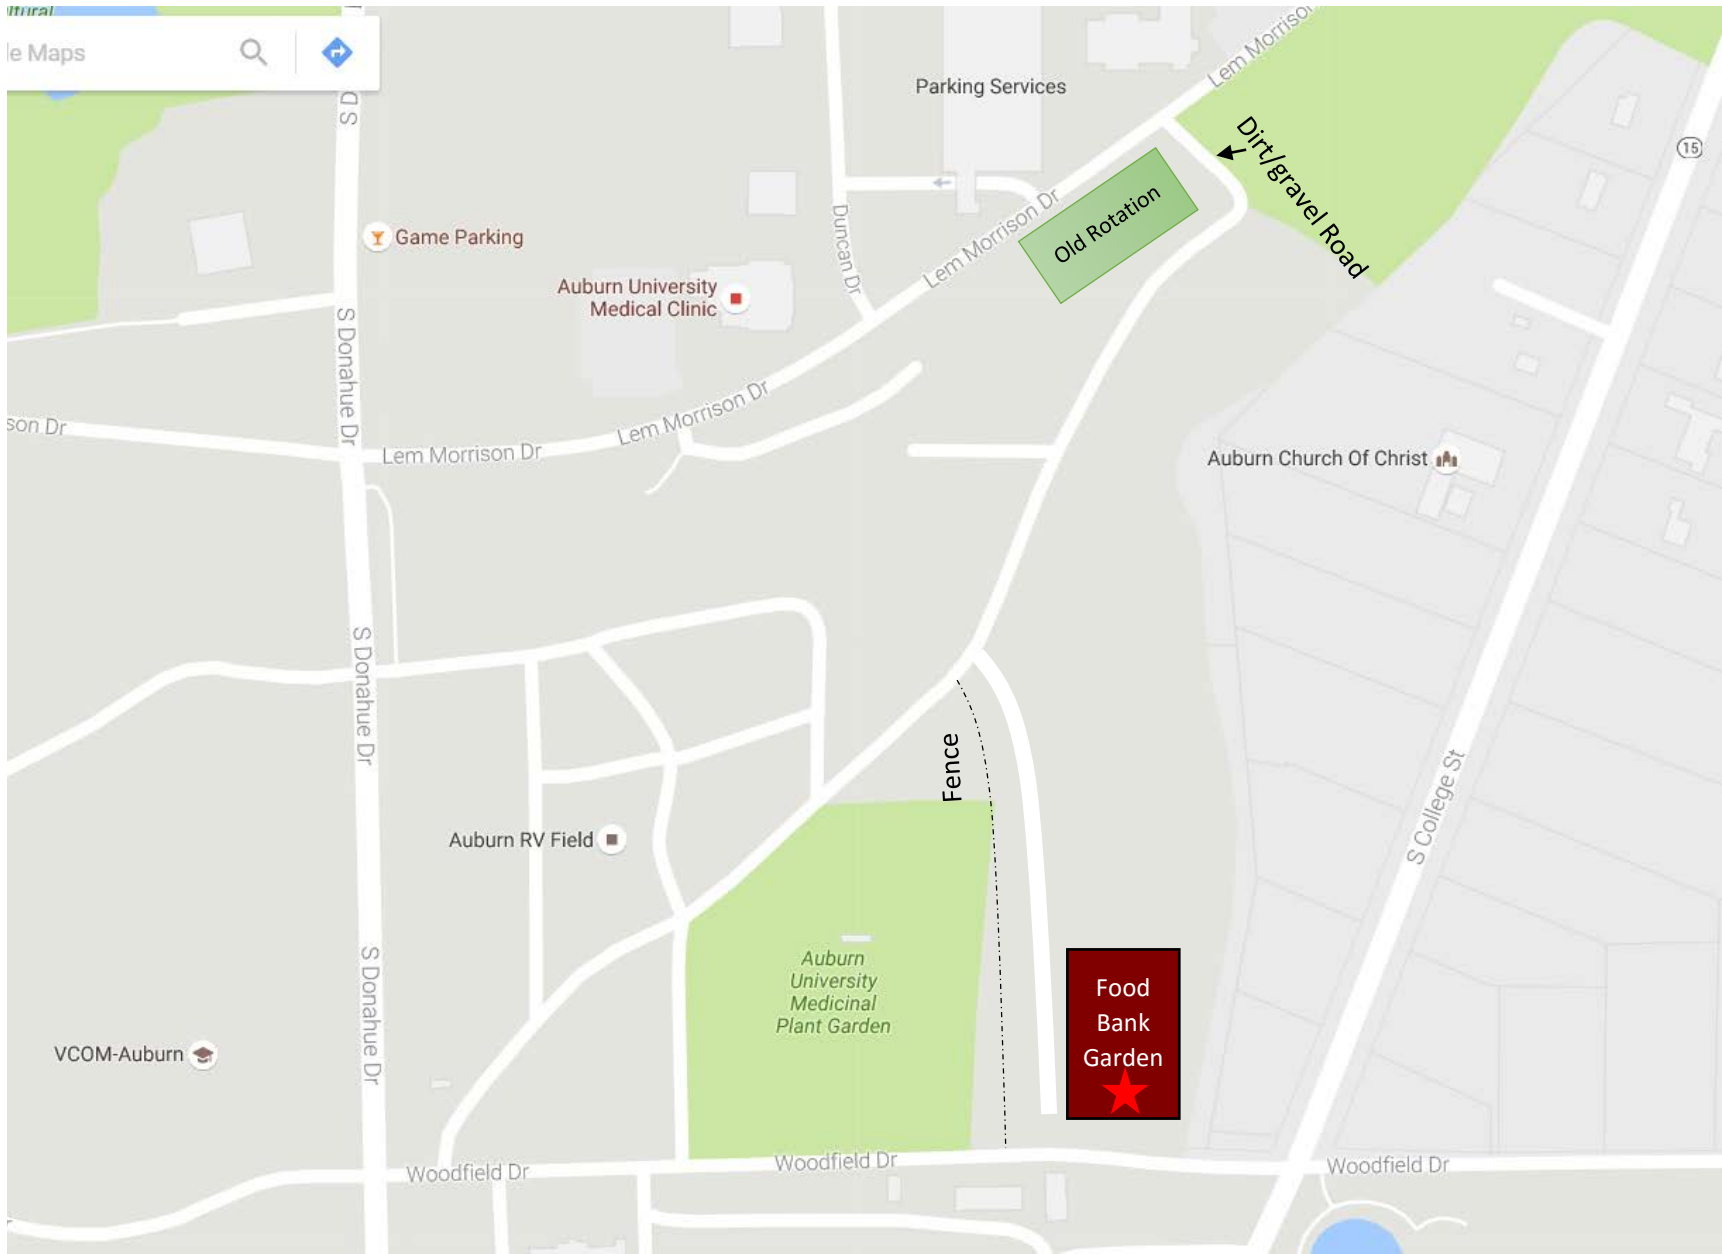 ltural
le Maps
S D
Lem Morrison
Parking Services
15
Dirt/gravel Road
Old Rotation
Duncan Dr
Lem Morrison Dr
Game Parking
Auburn University
Medical Clinic
S Donahue Dr
Lem Morrison Dr
son Dr
Lem Morrison Dr
Auburn Church Of Christ
S Donahue Dr
Fence
S College St
Auburn RV Field
Auburn
University
Medicinal
Plant Garden
Food
Bank
Garden
S Donahue Dr
VCOM-Auburn
Woodfield Dr
Woodfield Dr
Woodfield Dr